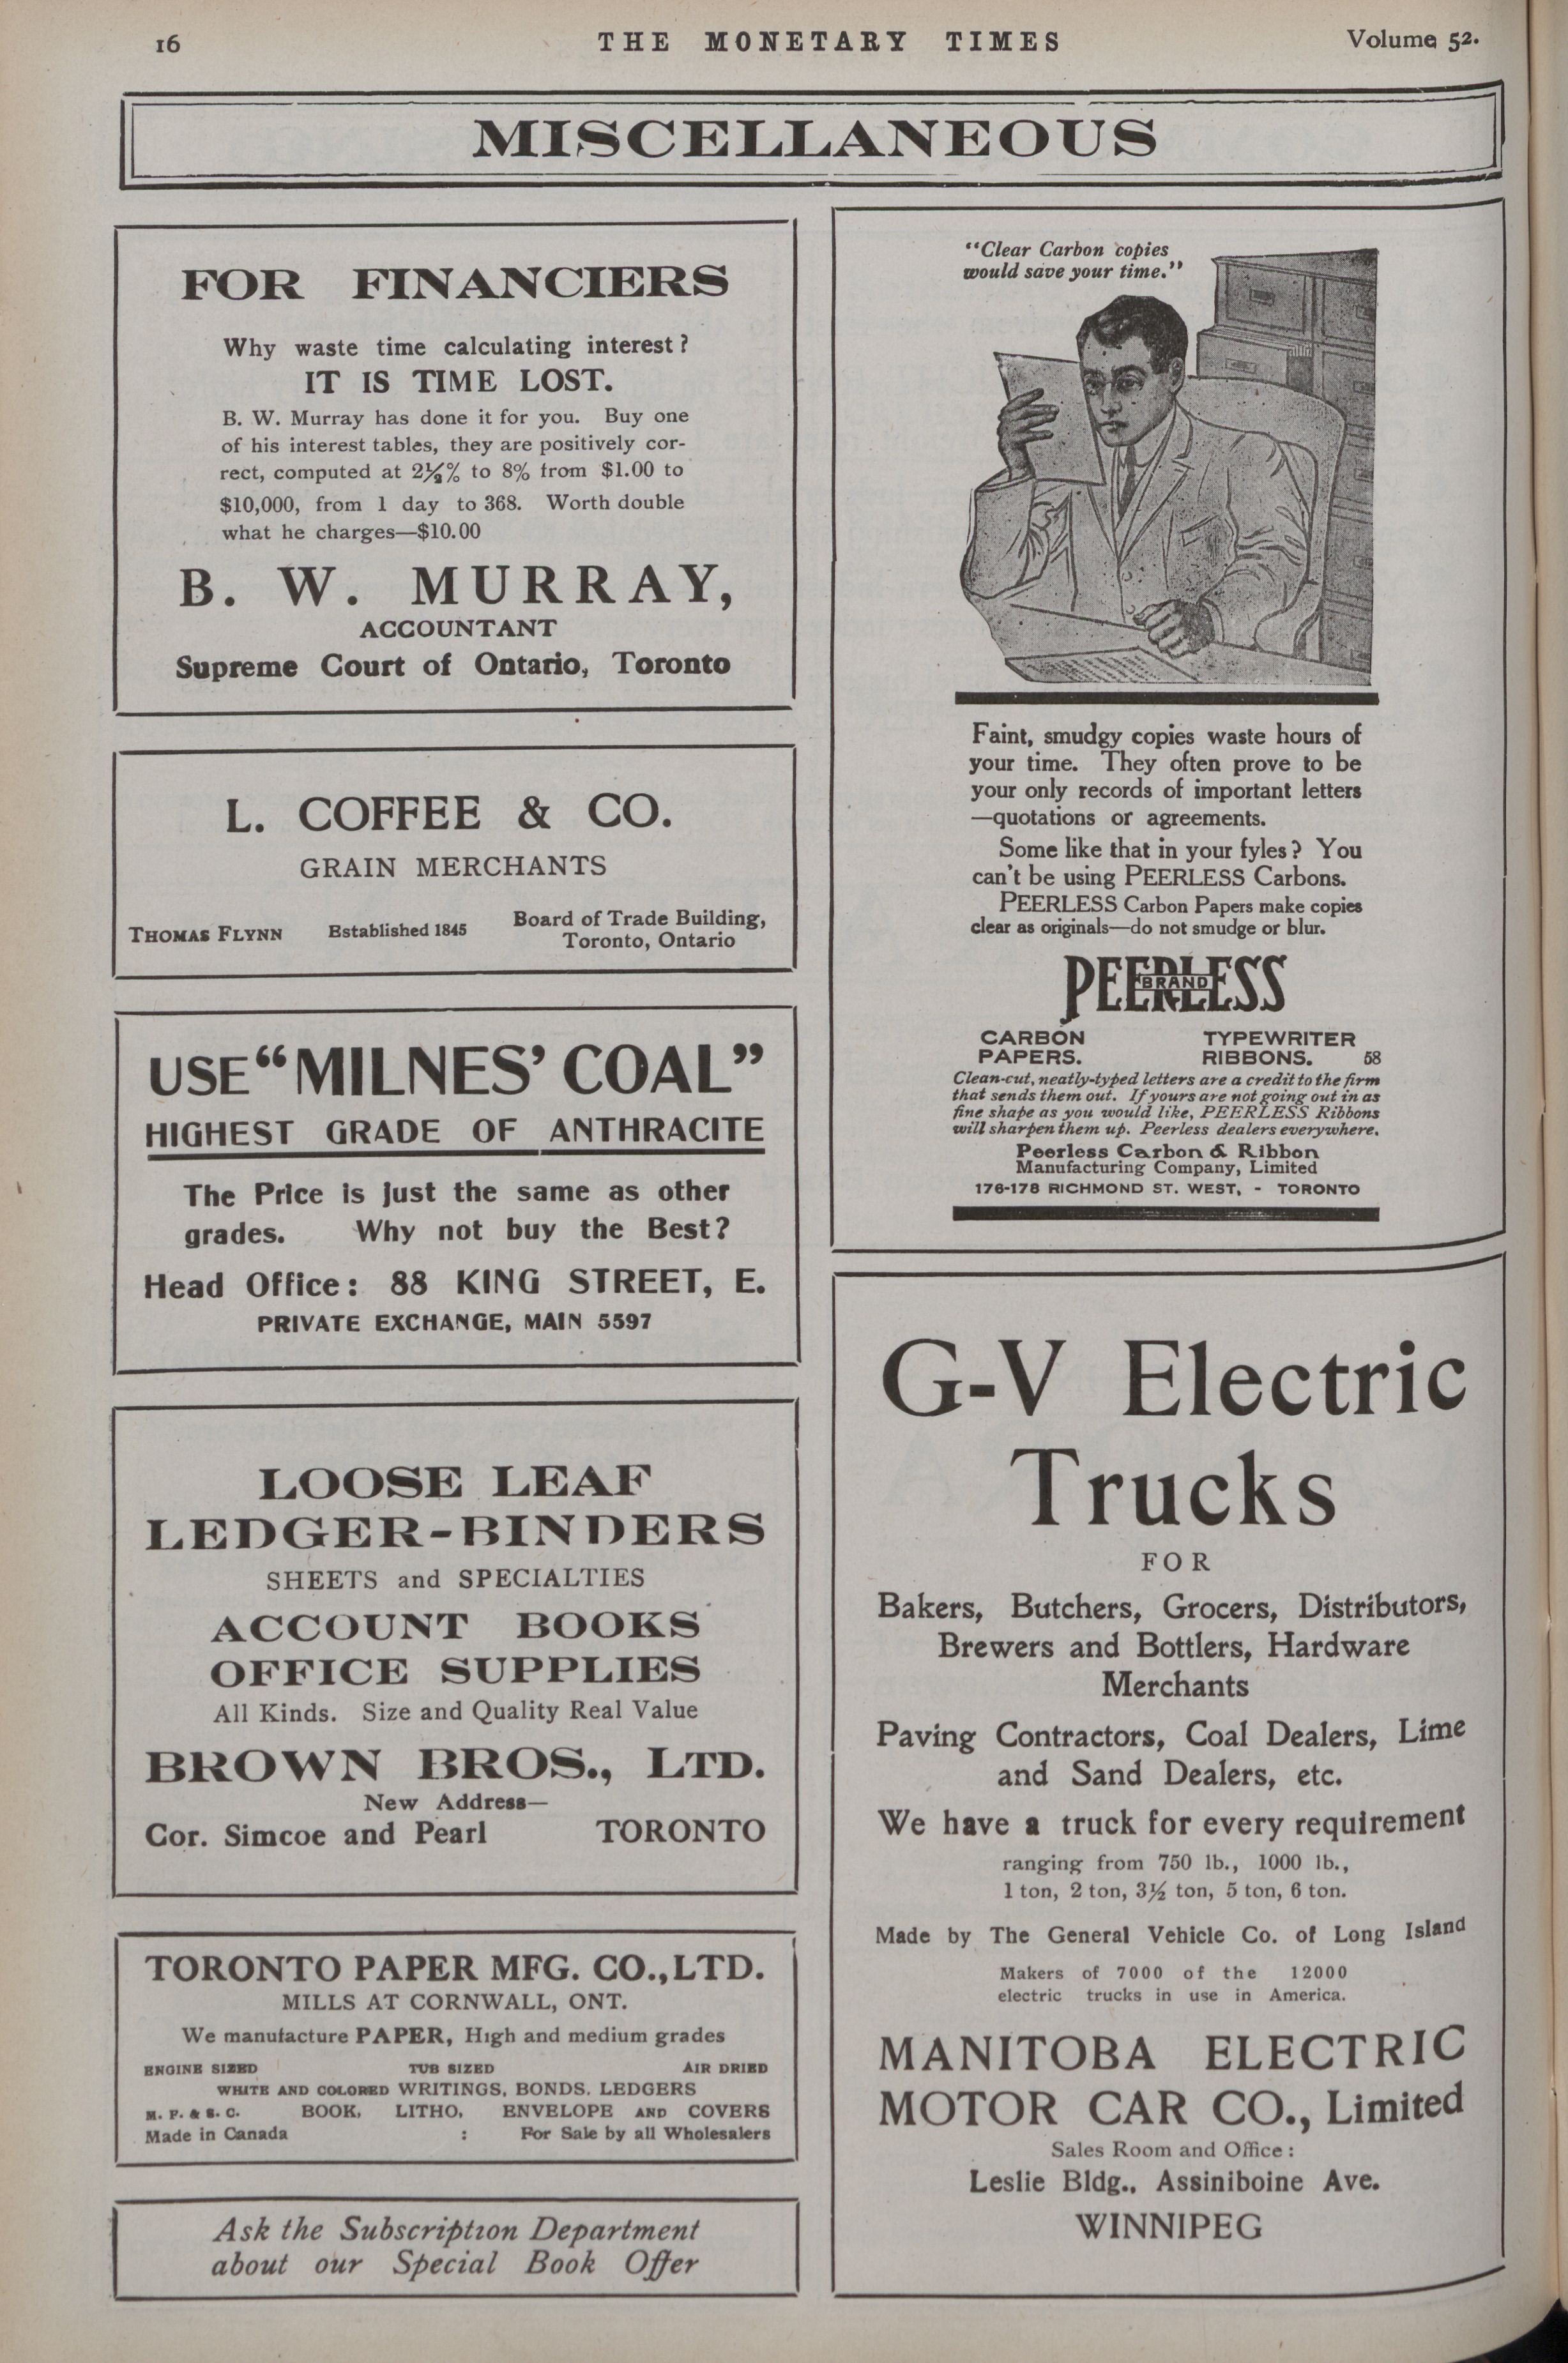 16
THE MONETARY TIMES
Volume 52.
MISCELLANEOUS
FOR FINANCIERS
Why waste time calculating interest?
IT IS TIME LOST.
B. W. Murray has done it for you. Buy one
of his interest tables, they are positively cor-
rect, computed at 2½% to 8% from $1.00 to
$10,000, from 1 day to 368. Worth double
what he charges—$10.00
B. W. MURRAY,
ACCOUNTANT
Supreme Court of Ontario, Toronto
L. COFFEE & CO.
GRAIN MERCHANTS
THOMAS FLYNN
Established 1845
Board of Trade Building,
Toronto, Ontario
USE "MILNES' COAL"
HIGHEST GRADE OF ANTHRACITE
The Price is just the same as other
grades. Why not buy the Best?
Head Office: 88 KING STREET, E.
PRIVATE EXCHANGE, MAIN 5597
LOOSE LEAF
LEDGER-BINDERS
SHEETS and SPECIALTIES
ACCOUNT BOOKS
OFFICE SUPPLIES
All Kinds. Size and Quality Real Value
BROWN BROS., LTD.
New Address—
Cor. Simcoe and Pearl TORONTO
TORONTO PAPER MFG. CO., LTD.
MILLS AT CORNWALL, ONT.
We manufacture PAPER, High and medium grades
ENGINE SIZED TUB SIZED AIR DRIED
WHITE AND COLORED WRITINGS, BONDS. LEDGERS
M. F. & S. C. BOOK, LITHO, ENVELOPE AND COVERS
Made in Canada : For Sale by all Wholesalers
Ask the Subscription Department
about our Special Book Offer
"Clear Carbon copies
would save your time."
Faint, smudgy copies waste hours of
your time. They often prove to be
your only records of important letters
—quotations or agreements.
Some like that in your fyles? You
can't be using PEERLESS Carbons.
PEERLESS Carbon Papers make copies
clear as originals—do not smudge or blur.
PEERLESS
BRAND
CARBON
PAPERS.
TYPEWRITER
RIBBONS. 58
Clean-cut, neatly-typed letters are a credit to the firm
that sends them out. If yours are not going out in as
fine shape as you would like, PEERLESS Ribbons
will sharpen them up. Peerless dealers everywhere.
Peerless Carbon & Ribbon
Manufacturing Company, Limited
176-178 RICHMOND ST. WEST, - TORONTO
G-V Electric
Trucks
FOR
Bakers, Butchers, Grocers, Distributors,
Brewers and Bottlers, Hardware
Merchants
Paving Contractors, Coal Dealers, Lime
and Sand Dealers, etc.
We have a truck for every requirement
ranging from 750 lb., 1000 lb.,
1 ton, 2 ton, 3½ ton, 5 ton, 6 ton.
Made by The General Vehicle Co. of Long Island
Makers of 7000 of the 12000
electric trucks in use in America.
MANITOBA ELECTRIC
MOTOR CAR CO., Limited
Sales Room and Office:
Leslie Bldg., Assiniboine Ave.
WINNIPEG